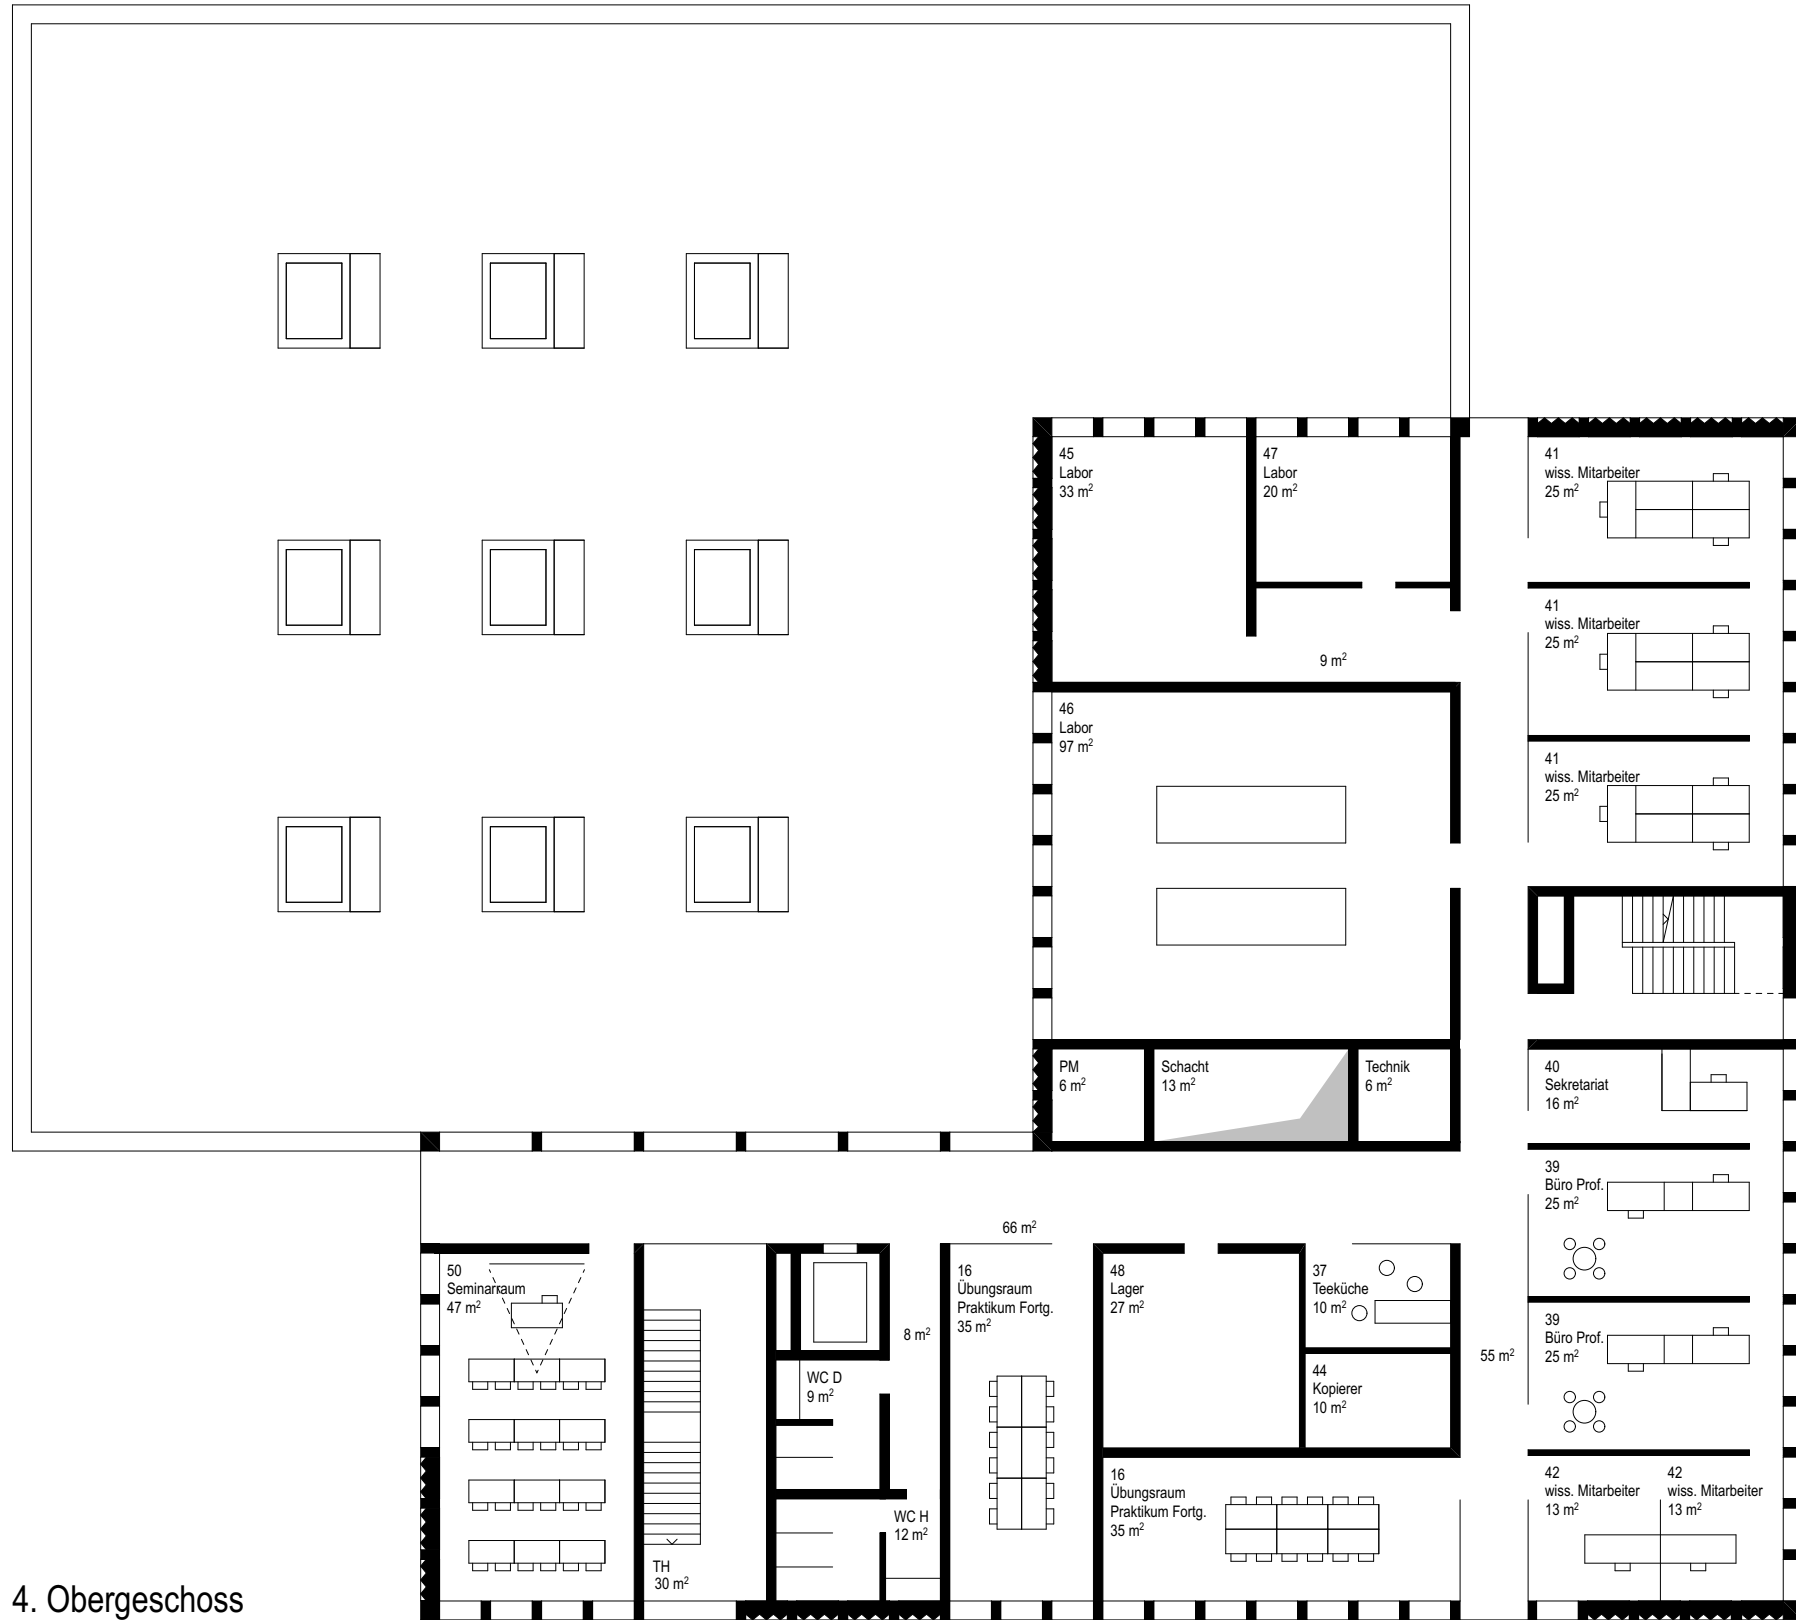 45
Labor
33 m²
47
Labor
20 m²
41
wiss. Mitarbeiter
25 m²
41
wiss. Mitarbeiter
25 m²
9 m²
46
Labor
97 m²
41
wiss. Mitarbeiter
25 m²
PM
6 m²
Schacht
13 m²
Technik
6 m²
40
Sekretariat
16 m²
39
Büro Prof.
25 m²
66 m²
50
Seminarraum
47 m²
8 m²
16
Übungsraum
Praktikum Fortg.
35 m²
48
Lager
27 m²
37
Teeküche
10 m²
39
Büro Prof.
25 m²
55 m²
WC D
9 m²
44
Kopierer
10 m²
16
Übungsraum
Praktikum Fortg.
35 m²
42
wiss. Mitarbeiter
13 m²
42
wiss. Mitarbeiter
13 m²
WC H
12 m²
TH
30 m²
4. Obergeschoss